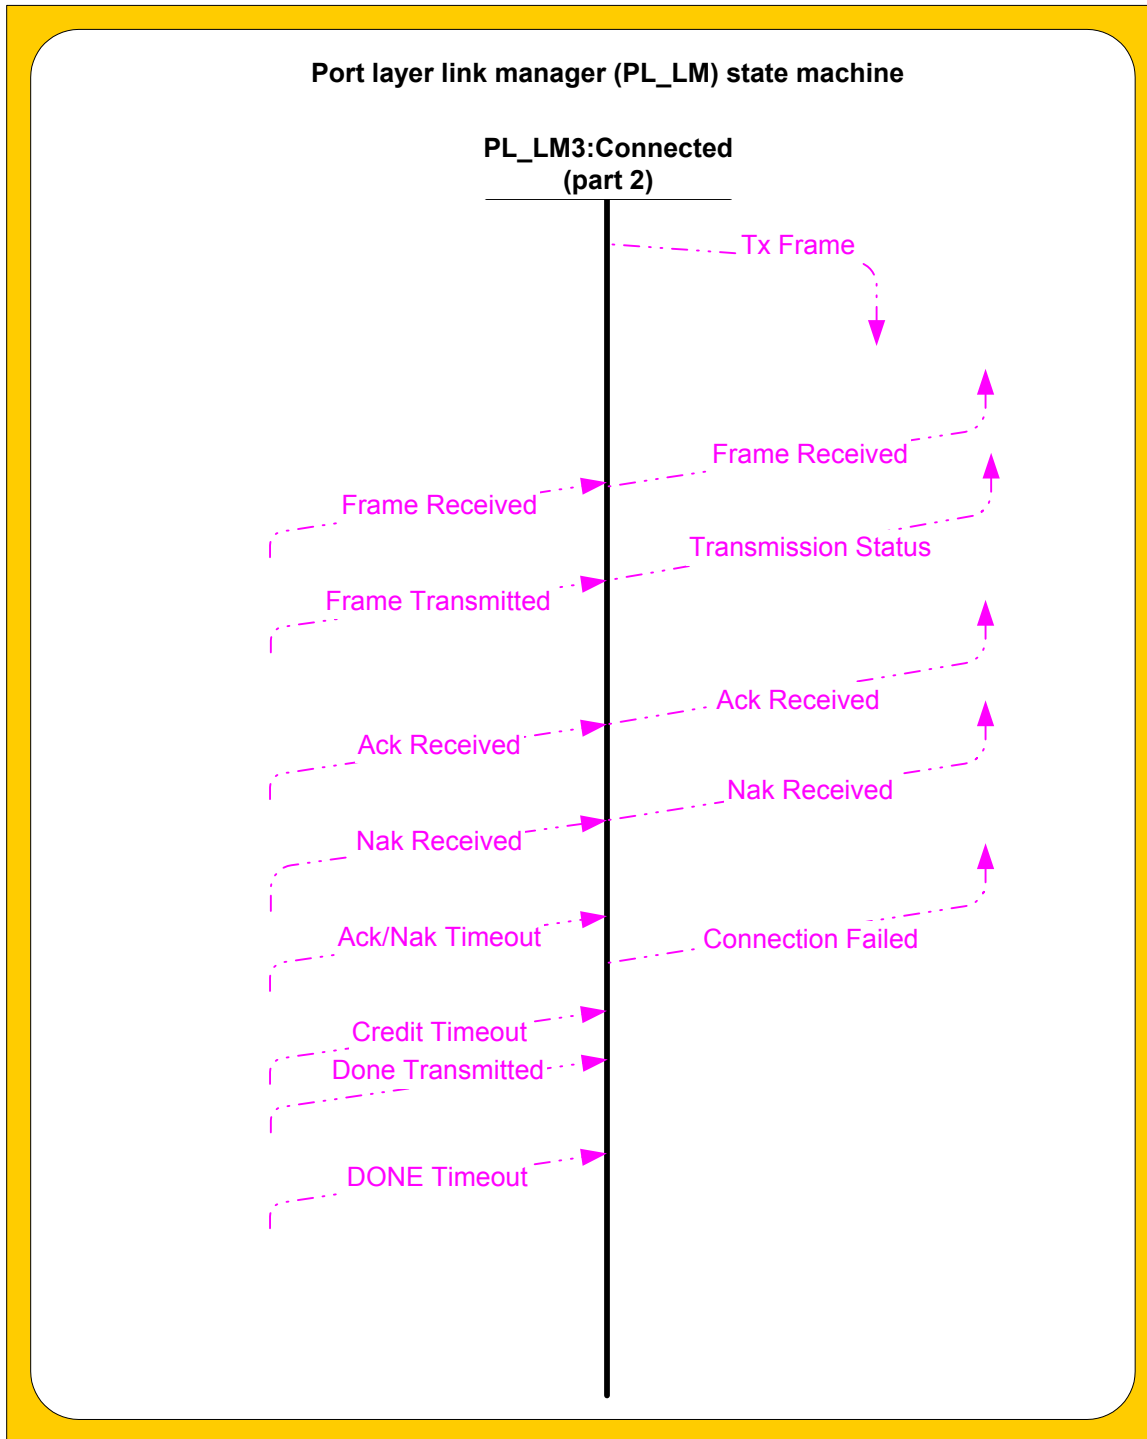 Port layer link manager (PL_LM) state machine
PL_LM3:Connected
(part 2)
Tx Frame
Frame Received
Frame Received
Transmission Status
Frame Transmitted
Ack Received
Ack Received
Nak Received
Nak Received
Ack/Nak Timeout
Connection Failed
Credit Timeout
Done Transmitted
DONE Timeout